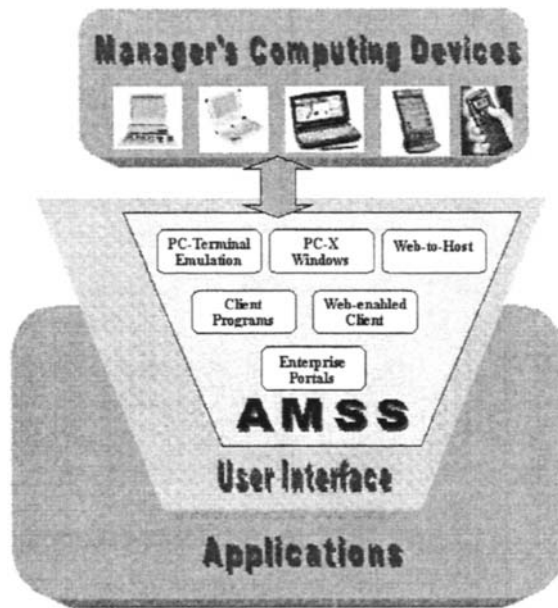 Manager's Computing Devices
PC-Terminal
Emulation
PC-X
Windows
Web-to-Host
Client
Programs
Web-enabled
Client
Enterprise
Portals
AMSS
User Interface
Applications